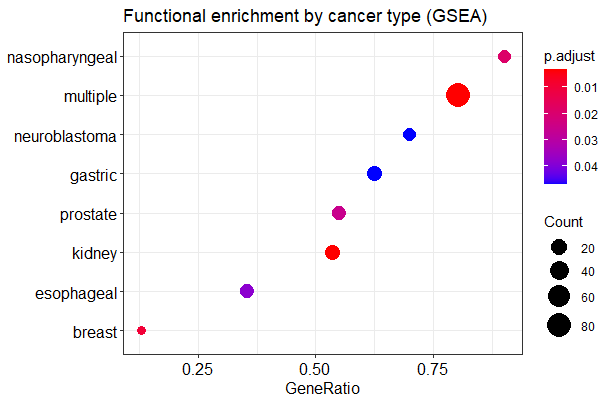 Functional enrichment by cancer type (GSEA)
nasopharyngeal
multiple
neuroblastoma
gastric
prostate
kidney
esophageal
breast
0.25 0.50 0.75
GeneRatio
p.adjust
0.01
0.02
0.03
0.04
Count
20
40
60
80